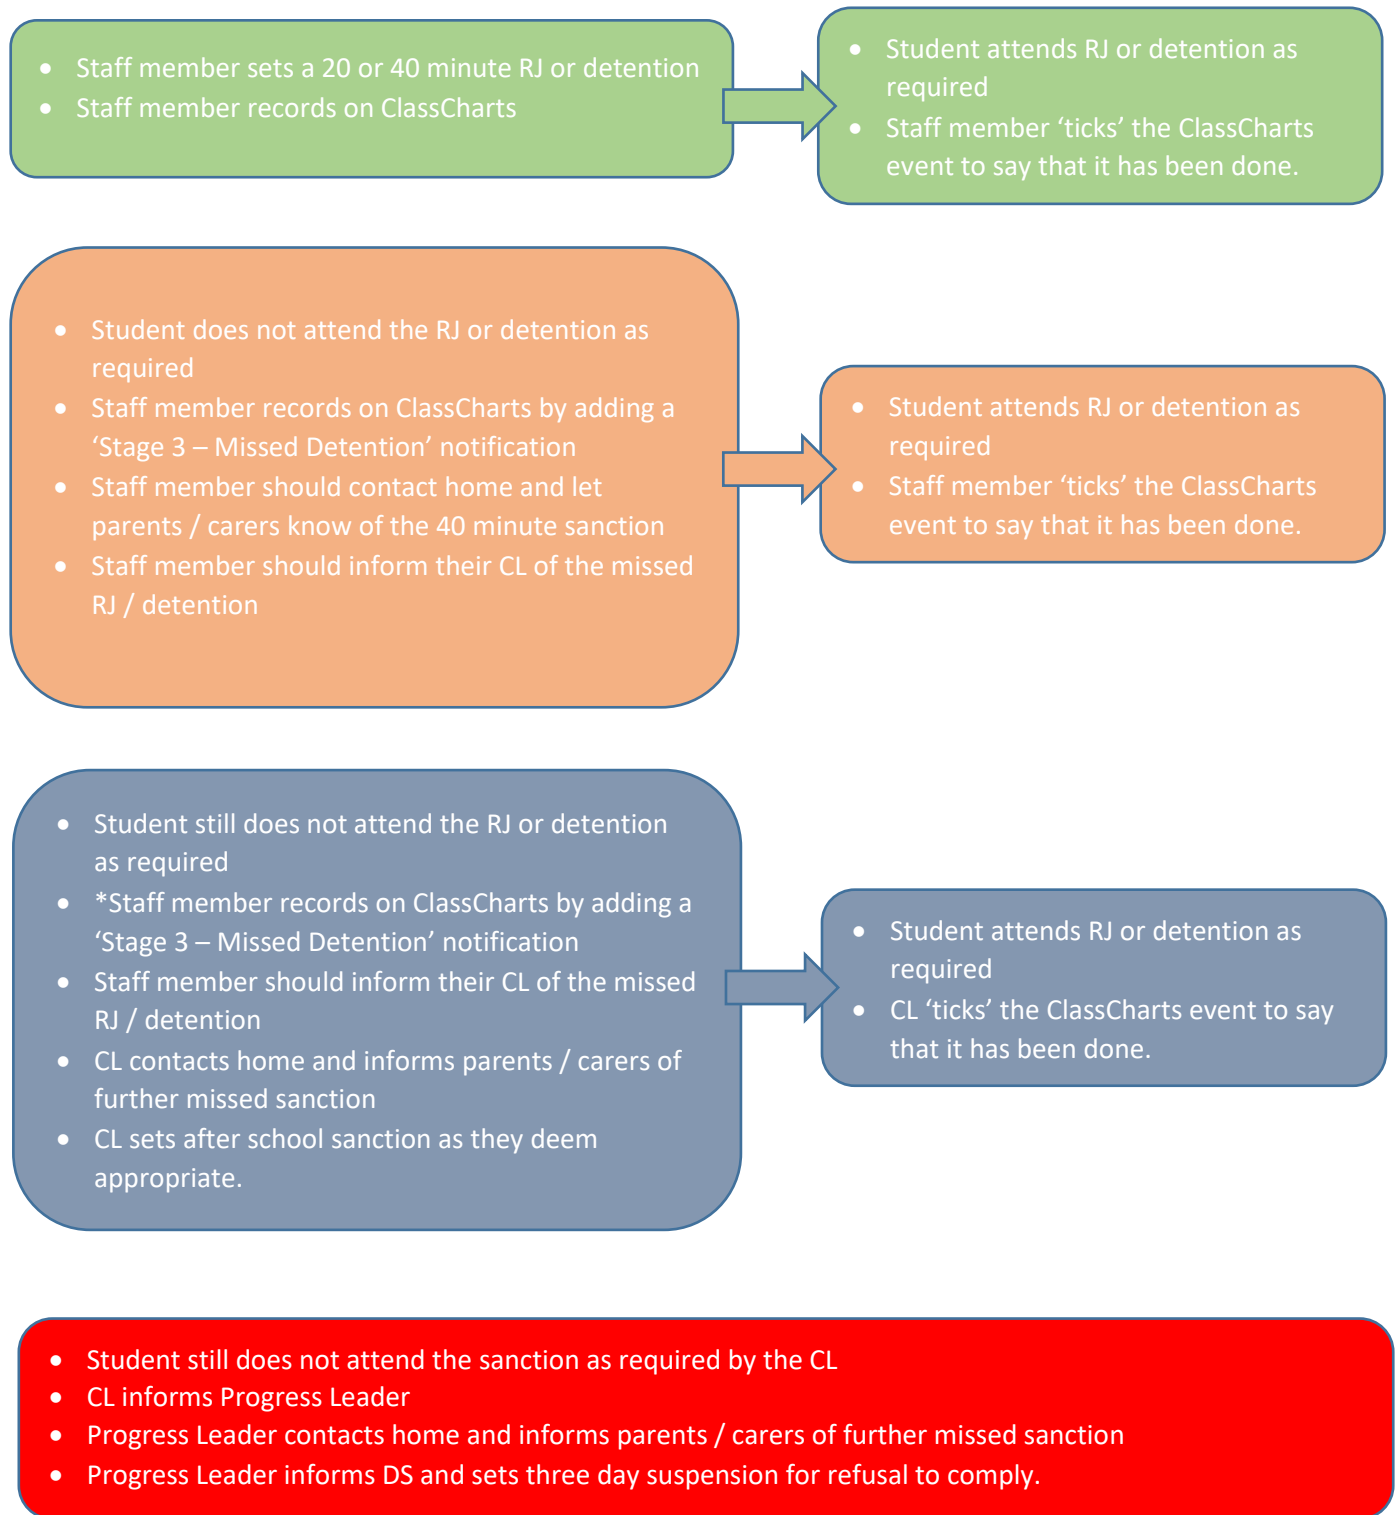 • Staff member sets a 20 or 40 minute RJ or detention
• Staff member records on ClassCharts
• Student attends RJ or detention as
required
• Staff member ‘ticks’ the ClassCharts
event to say that it has been done.
• Student does not attend the RJ or detention as
required
• Staff member records on ClassCharts by adding a
‘Stage 3 – Missed Detention’ notification
• Staff member should contact home and let
parents / carers know of the 40 minute sanction
• Staff member should inform their CL of the missed
RJ / detention
• Student attends RJ or detention as
required
• Staff member ‘ticks’ the ClassCharts
event to say that it has been done.
• Student still does not attend the RJ or detention
as required
• *Staff member records on ClassCharts by adding a
‘Stage 3 – Missed Detention’ notification
• Staff member should inform their CL of the missed
RJ / detention
• CL contacts home and informs parents / carers of
further missed sanction
• CL sets after school sanction as they deem
appropriate.
• Student attends RJ or detention as
required
• CL ‘ticks’ the ClassCharts event to say
that it has been done.
• Student still does not attend the sanction as required by the CL
• CL informs Progress Leader
• Progress Leader contacts home and informs parents / carers of further missed sanction
• Progress Leader informs DS and sets three day suspension for refusal to comply.